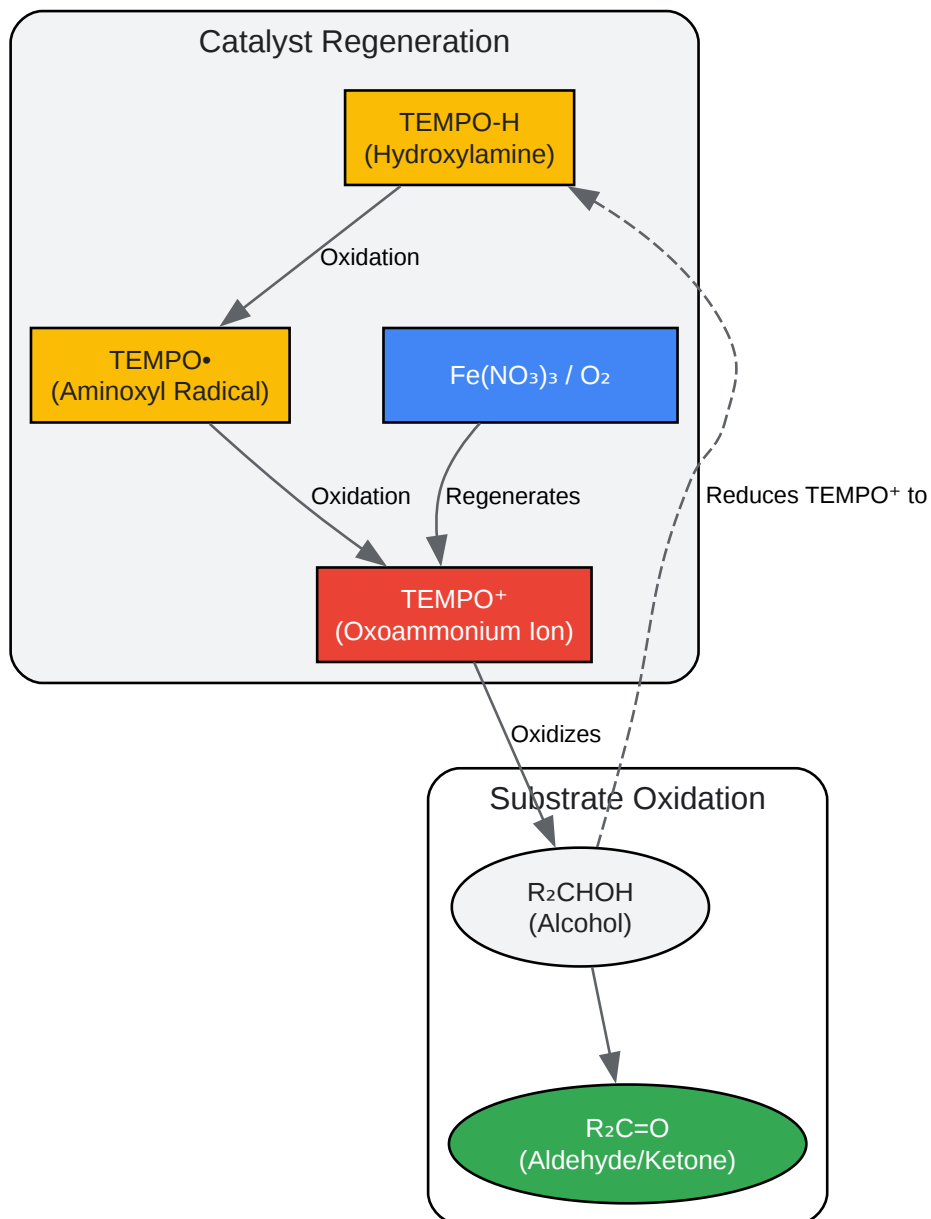 Catalyst Regeneration
TEMPO-H
(Hydroxylamine)
Oxidation
TEMPO•
(Aminoxyl Radical)
Fe(NO₃)₃ / O₂
Oxidation
Regenerates
Reduces TEMPO⁺ to
TEMPO⁺
(Oxoammonium Ion)
Oxidizes
Substrate Oxidation
R₂CHOH
(Alcohol)
R₂C=O
(Aldehyde/Ketone)